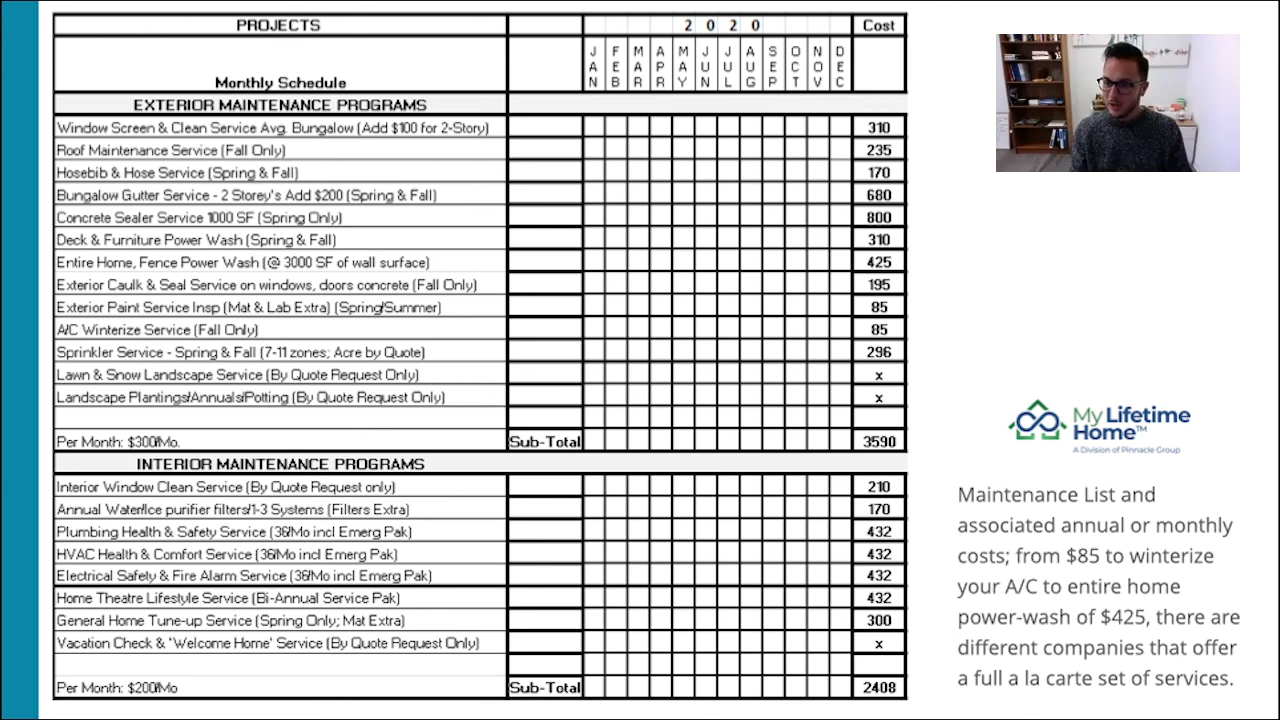 PROJECTS 2 0 2 0 Cost
Monthly Schedule JAN FEB MAR APR MAY JUN JUL AUG SEP OCT NOV DEC
EXTERIOR MAINTENANCE PROGRAMS
Window Screen & Clean Service Avg. Bungalow (Add $100 for 2-Story) 310
Roof Maintenance Service (Fall Only) 235
Hosebib & Hose Service (Spring & Fall) 170
Bungalow Gutter Service - 2 Storey's Add $200 (Spring & Fall) 680
Concrete Sealer Service 1000 SF (Spring Only) 800
Deck & Furniture Power Wash (Spring & Fall) 310
Entire Home, Fence Power Wash (@ 3000 SF of wall surface) 425
Exterior Caulk & Seal Service on windows, doors concrete (Fall Only) 195
Exterior Paint Service Insp (Mat & Lab Extra) (Spring/Summer) 85
A/C Winterize Service (Fall Only) 85
Sprinkler Service - Spring & Fall (7-11 zones; Acre by Quote) 296
Lawn & Snow Landscape Service (By Quote Request Only) x
Landscape Plantings/Annuals/Potting (By Quote Request Only) x
Per Month: $300/Mo. Sub-Total 3590
INTERIOR MAINTENANCE PROGRAMS
Interior Window Clean Service (By Quote Request only) 210
Annual Water/Ice purifier filters/1-3 Systems (Filters Extra) 170
Plumbing Health & Safety Service (36/Mo incl Emerg Pak) 432
HVAC Health & Comfort Service (36/Mo incl Emerg Pak) 432
Electrical Safety & Fire Alarm Service (36/Mo incl Emerg Pak) 432
Home Theatre Lifestyle Service (Bi-Annual Service Pak) 432
General Home Tune-up Service (Spring Only; Mat Extra) 300
Vacation Check & "Welcome Home" Service (By Quote Request Only) x
Per Month: $200/Mo Sub-Total 2408
My Lifetime
Home™
A Division of Pinnacle Group
Maintenance List and
associated annual or monthly
costs; from $85 to winterize
your A/C to entire home
power-wash of $425, there are
different companies that offer
a full a la carte set of services.